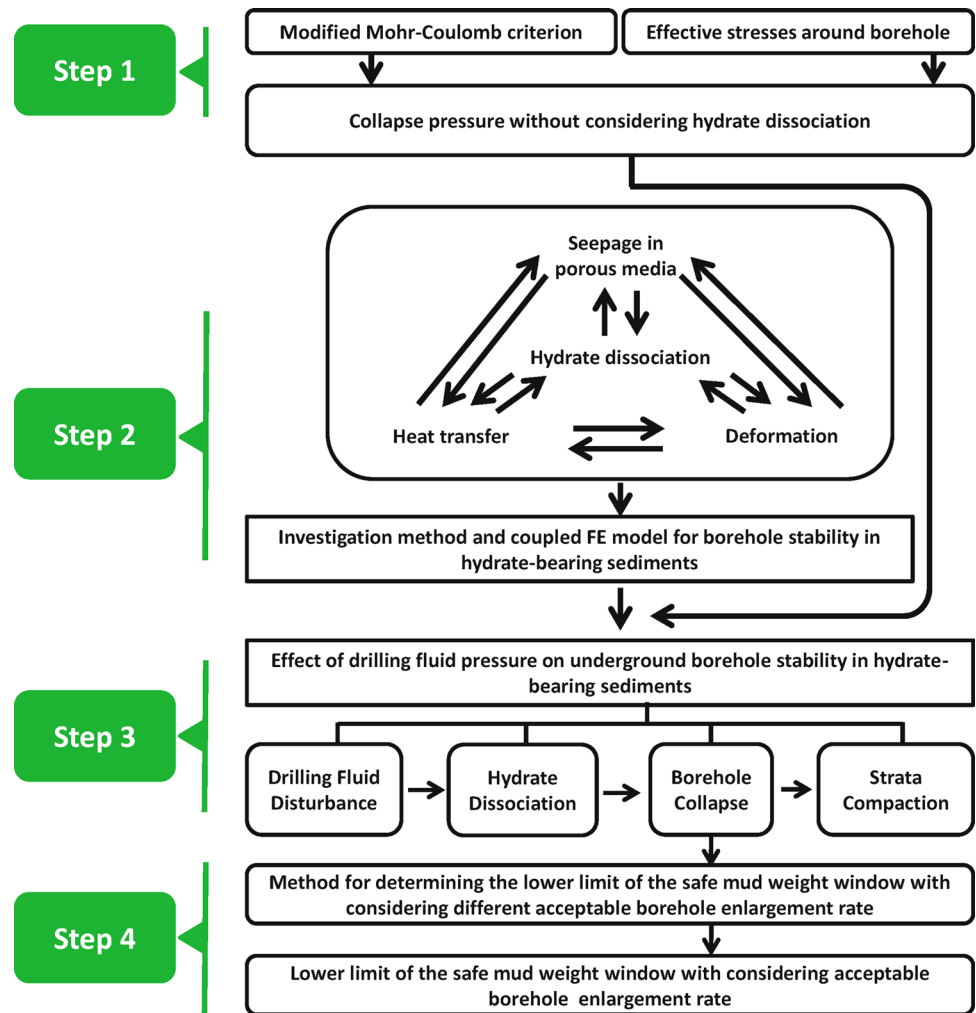 Step 1
Modified Mohr-Coulomb criterion
Effective stresses around borehole
Collapse pressure without considering hydrate dissociation
Step 2
Seepage in
porous media
Hydrate dissociation
Heat transfer
Deformation
Investigation method and coupled FE model for borehole stability in
hydrate-bearing sediments
Step 3
Effect of drilling fluid pressure on underground borehole stability in hydrate-
bearing sediments
Drilling Fluid
Disturbance
Hydrate
Dissociation
Borehole
Collapse
Strata
Compaction
Step 4
Method for determining the lower limit of the safe mud weight window with
considering different acceptable borehole enlargement rate
Lower limit of the safe mud weight window with considering acceptable
borehole enlargement rate